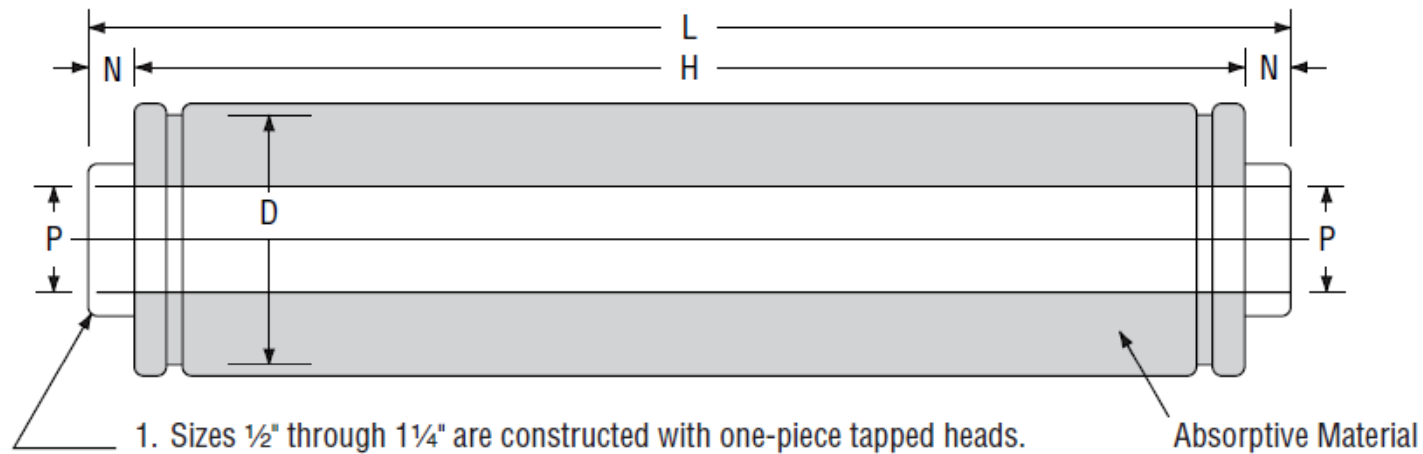 L
N
H
N
P
D
P
1. Sizes ½" through 1¼" are constructed with one-piece tapped heads.
Absorptive Material